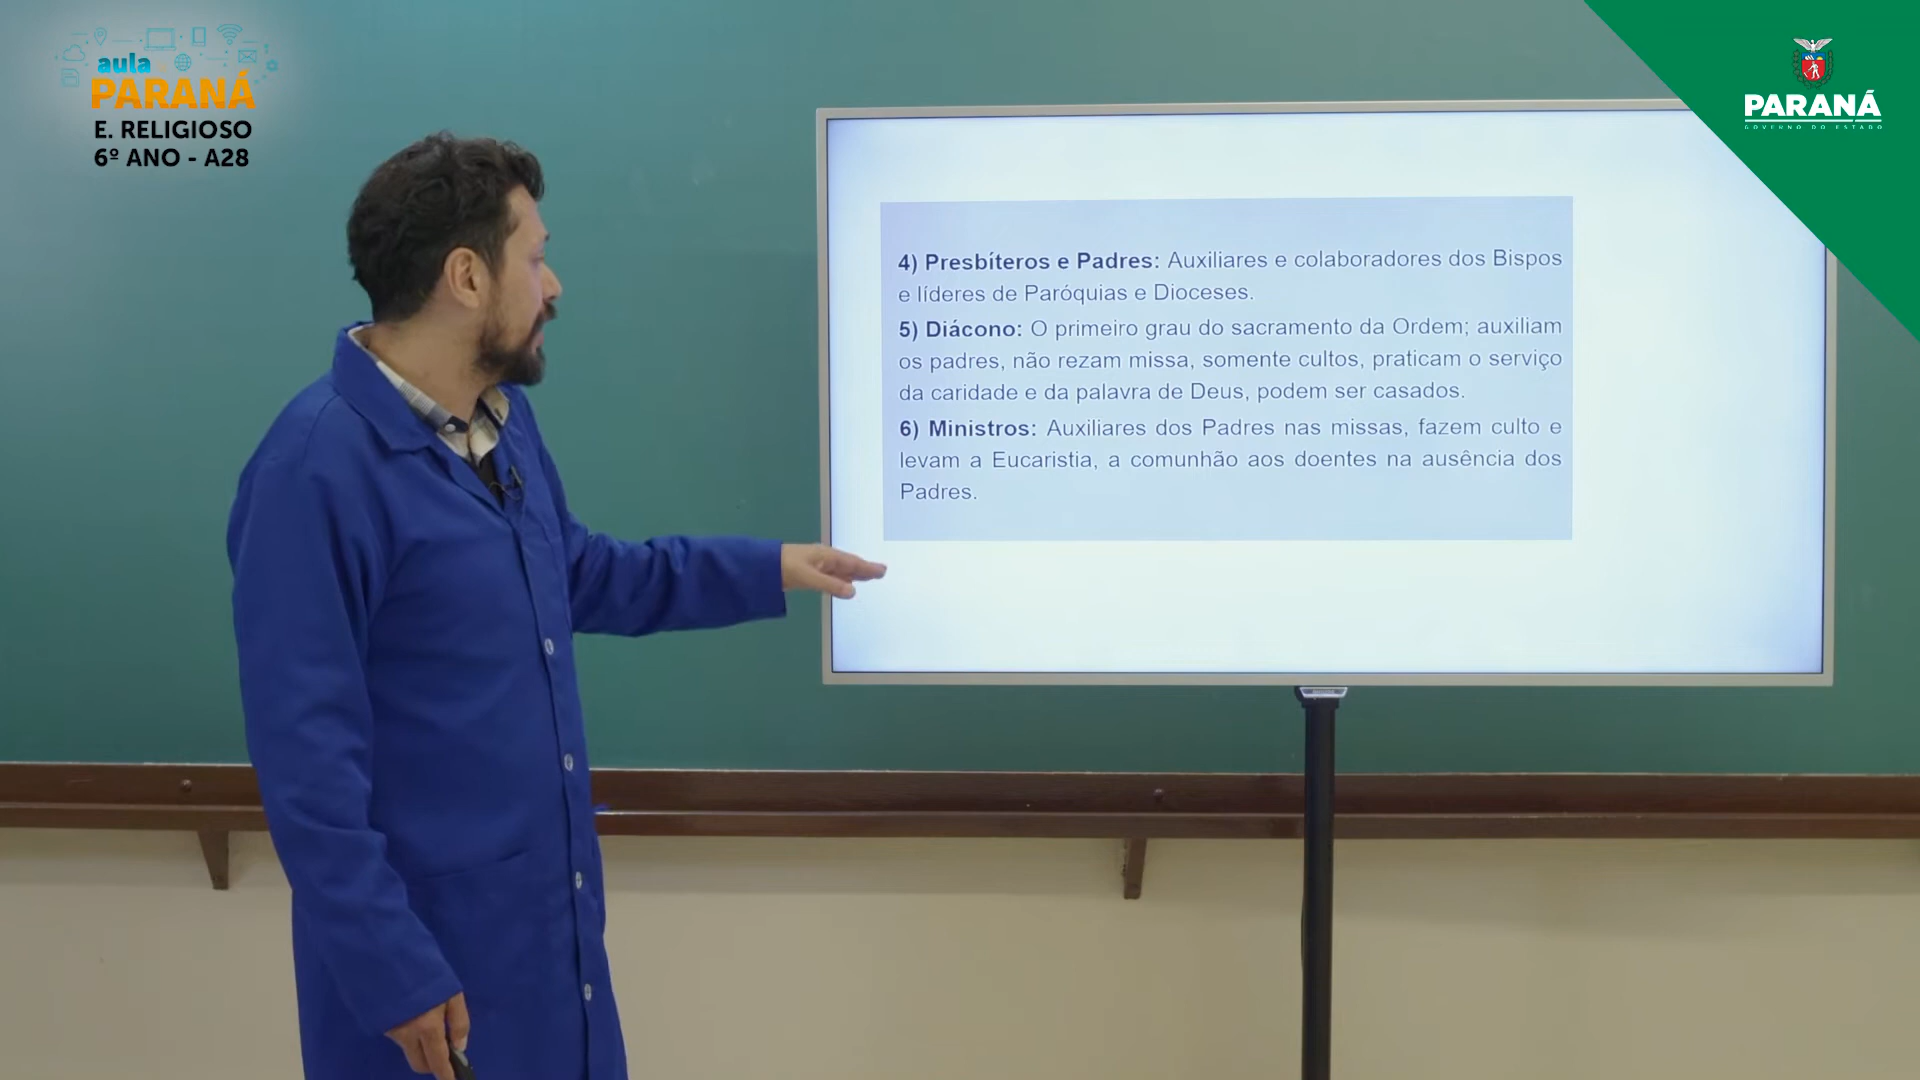 aula
PARANÁ
E. RELIGIOSO
6º ANO - A28
PARANÁ
GOVERNO DO ESTADO
4) Presbíteros e Padres: Auxiliares e colaboradores dos Bispos
e líderes de Paróquias e Dioceses.
5) Diácono: O primeiro grau do sacramento da Ordem; auxiliam
os padres, não rezam missa, somente cultos, praticam o serviço
da caridade e da palavra de Deus, podem ser casados.
6) Ministros: Auxiliares dos Padres nas missas, fazem culto e
levam a Eucaristia, a comunhão aos doentes na ausência dos
Padres.